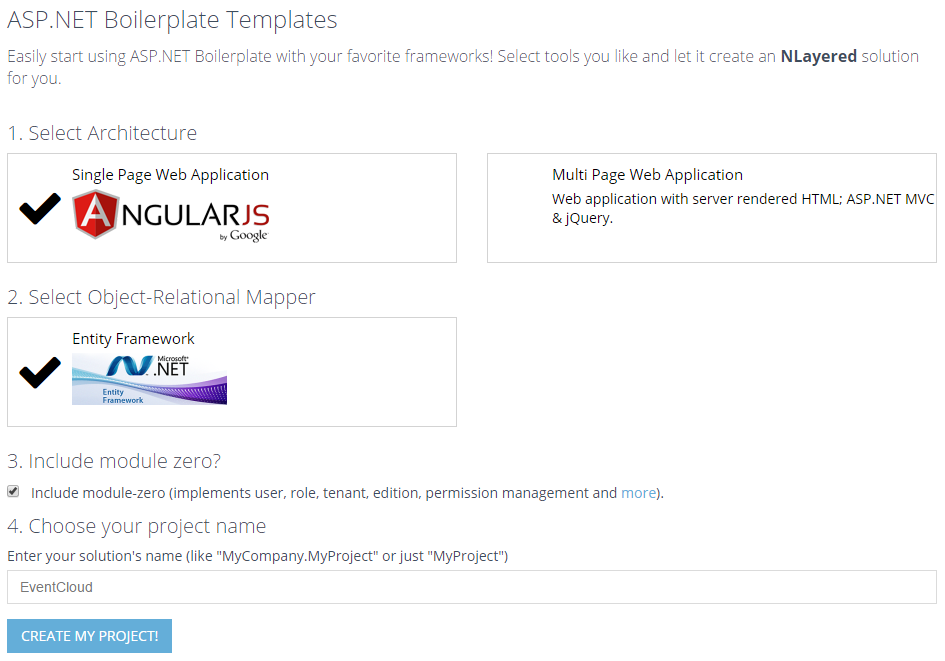 ASP.NET Boilerplate Templates
Easily start using ASP.NET Boilerplate with your favorite frameworks! Select tools you like and let it create an NLayered solution
for you.
1. Select Architecture
Single Page Web Application
ANGULARJS
by Google
Multi Page Web Application
Web application with server rendered HTML; ASP.NET MVC
& jQuery.
2. Select Object-Relational Mapper
Entity Framework
Microsoft®
.NET
Entity
Framework
3. Include module zero?
Include module-zero (implements user, role, tenant, edition, permission management and more).
4. Choose your project name
Enter your solution's name (like "MyCompany.MyProject" or just "MyProject")
EventCloud
CREATE MY PROJECT!